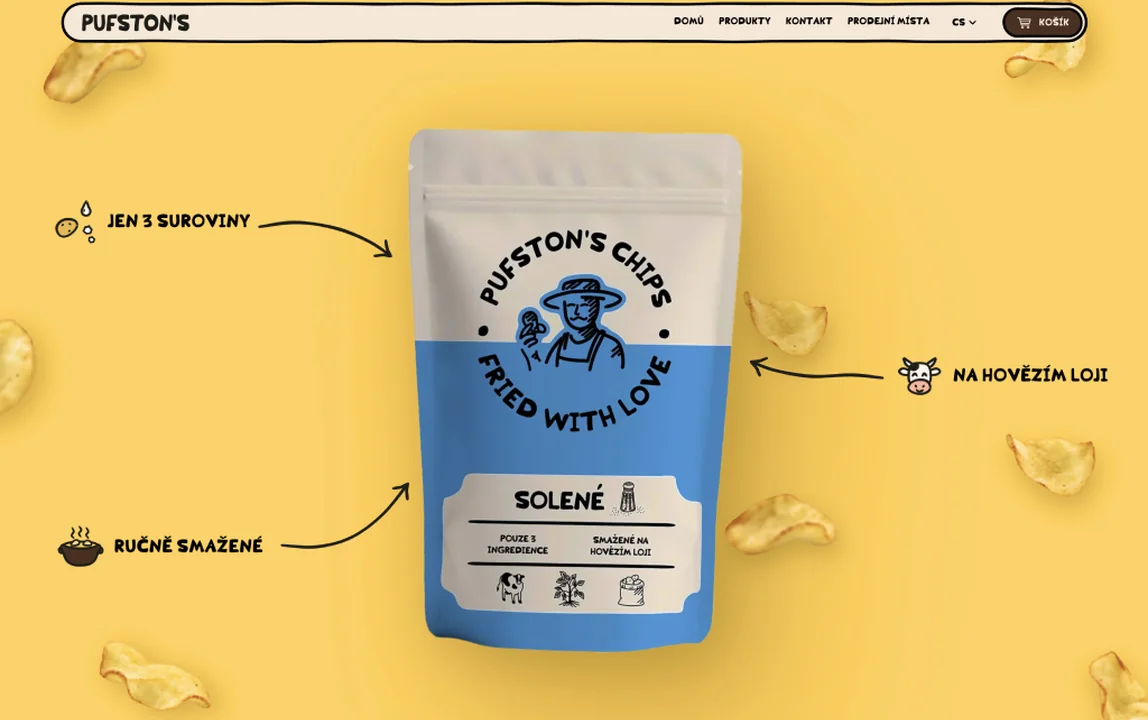 PUFSTON'S
DOMŮ
PRODUKTY
KONTAKT
PRODEJNÍ MÍSTA
CS
KOŠÍK
JEN 3 SUROVINY
PUFSTON'S CHIPS
FRIED WITH LOVE
NA HOVĚZÍM LOJI
SOLENÉ
POUZE 3
INGREDIENCE
SMAŽENÉ NA
HOVĚZÍM LOJI
RUČNĚ SMAŽENÉ